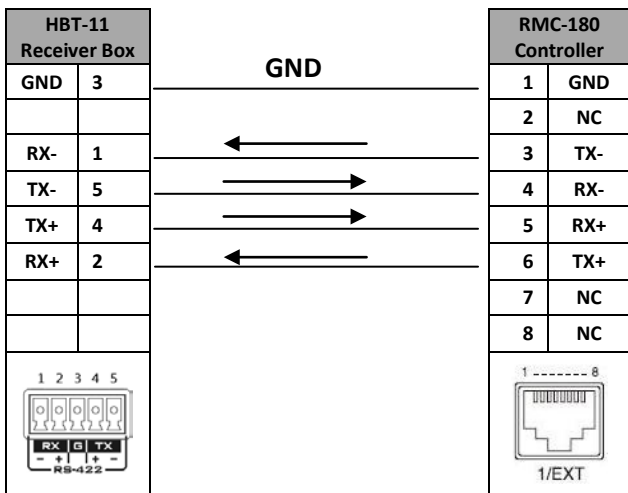 HBT-11
Receiver Box
GND 3
RX- 1
TX- 5
TX+ 4
RX+ 2
GND
RMC-180
Controller
1 GND
2 NC
3 TX-
4 RX-
5 RX+
6 TX+
7 NC
8 NC
1 2 3 4 5
RX G TX
- + + -
RS-422
1 ------- 8
1/EXT